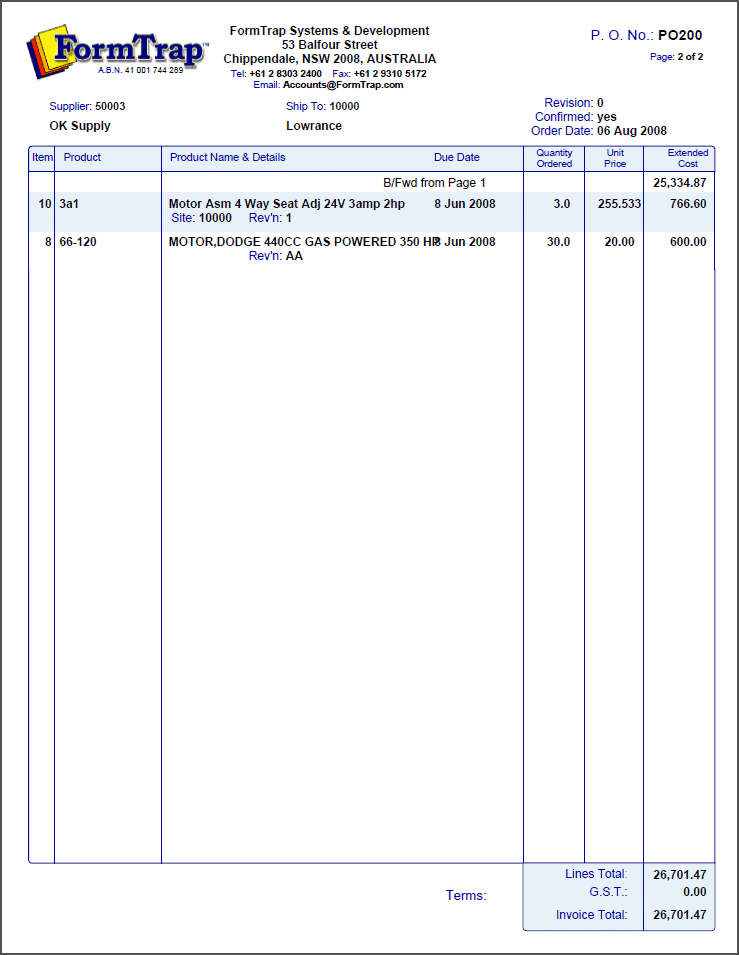 FormTrap™
A.B.N. 41 001 744 289
FormTrap Systems & Development
53 Balfour Street
Chippendale, NSW 2008, AUSTRALIA
Tel: +61 2 8303 2400 Fax: +61 2 9310 5172
Email: Accounts@FormTrap.com
P. O. No.: PO200
Page: 2 of 2
Supplier: 50003
OK Supply
Ship To: 10000
Lowrance
Revision: 0
Confirmed: yes
Order Date: 06 Aug 2008
Item Product Product Name & Details Due Date Quantity Ordered Unit Price Extended Cost
B/Fwd from Page 1 25,334.87
10 3a1 Motor Asm 4 Way Seat Adj 24V 3amp 2hp 8 Jun 2008 3.0 255.533 766.60
Site: 10000 Rev'n: 1
8 66-120 MOTOR,DODGE 440CC GAS POWERED 350 HP 8 Jun 2008 30.0 20.00 600.00
Rev'n: AA
Lines Total: 26,701.47
G.S.T.: 0.00
Terms:
Invoice Total: 26,701.47